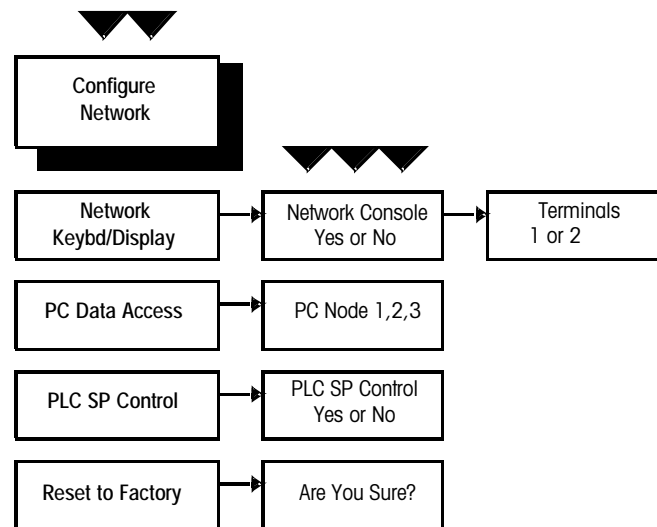 Configure
Network
Network
Keybd/Display
Network Console
Yes or No
Terminals
1 or 2
PC Data Access
PC Node 1,2,3
PLC SP Control
PLC SP Control
Yes or No
Reset to Factory
Are You Sure?